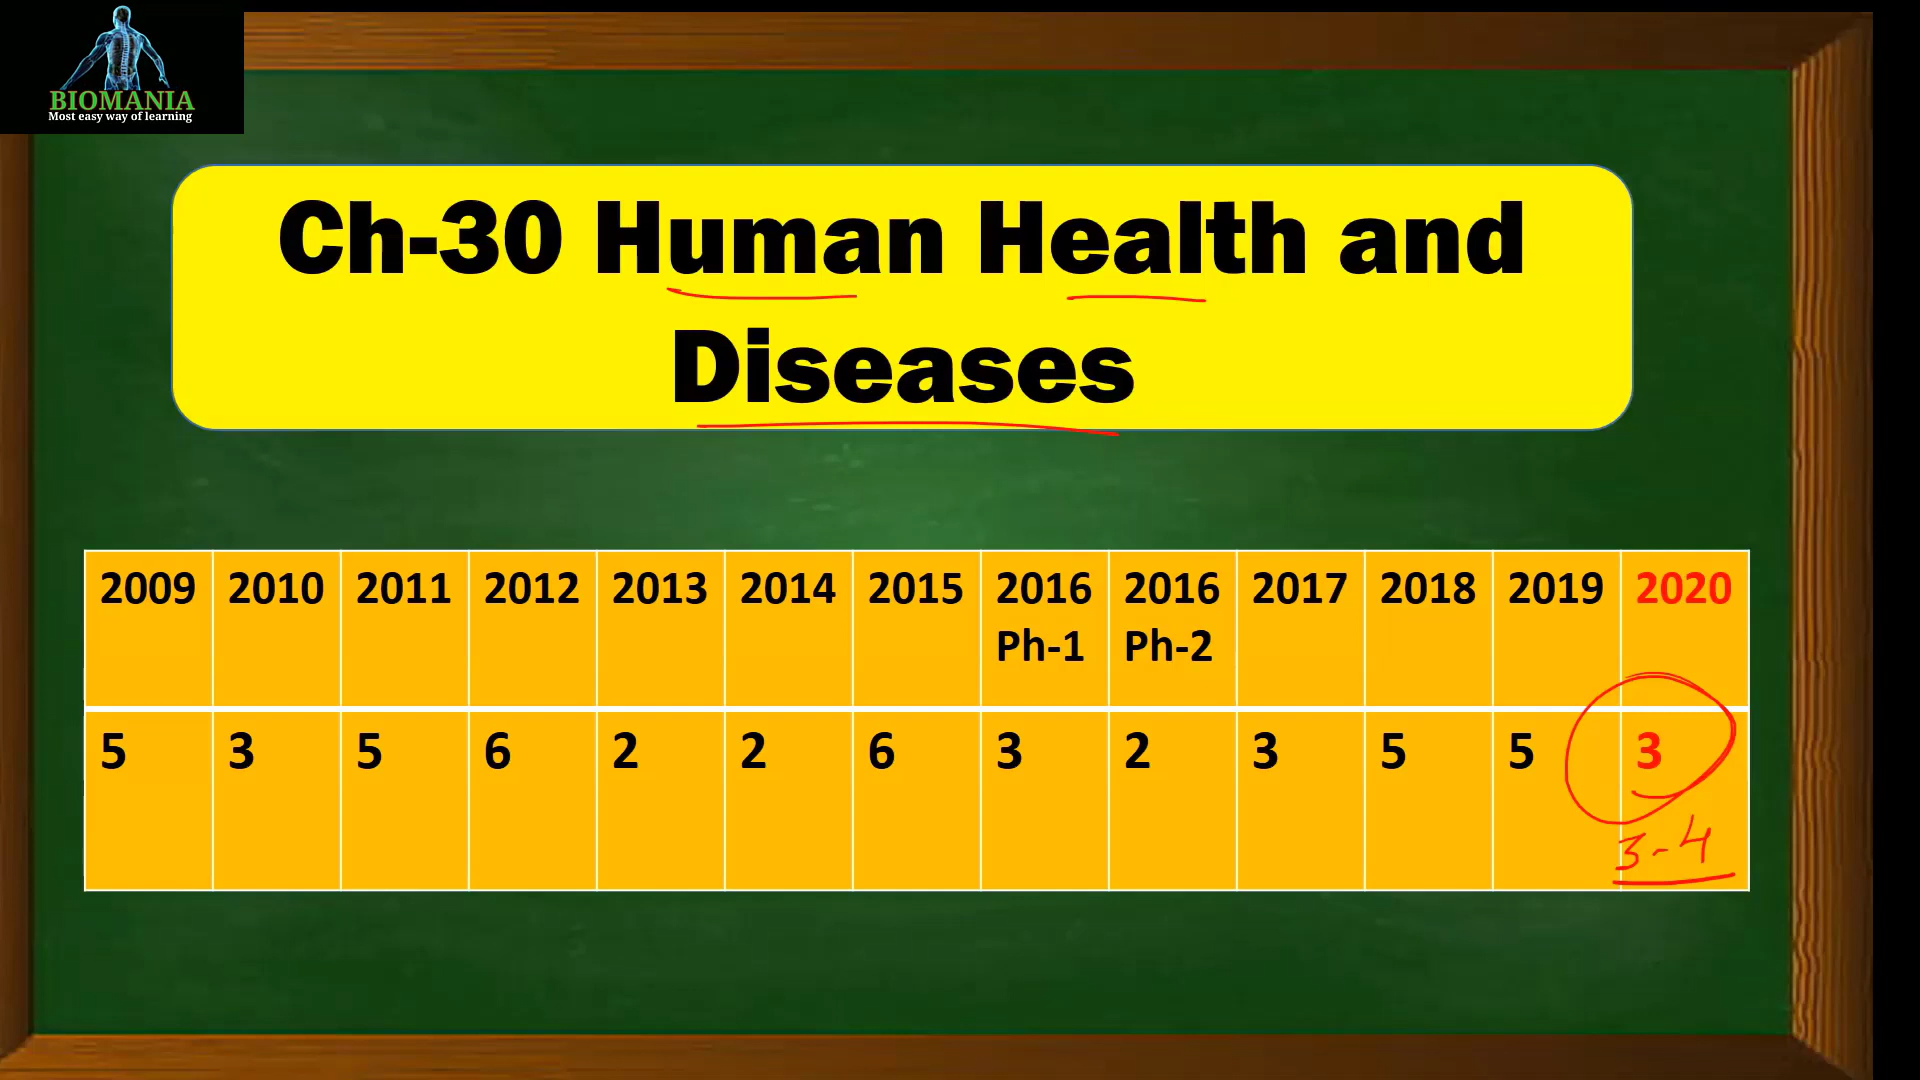 BIOMANIA
Most easy way of learning
Ch-30 Human Health and
Diseases
2009 2010 2011 2012 2013 2014 2015 2016 Ph-1 2016 Ph-2 2017 2018 2019 2020
5 3 5 6 2 2 6 3 2 3 5 5 3
3-4